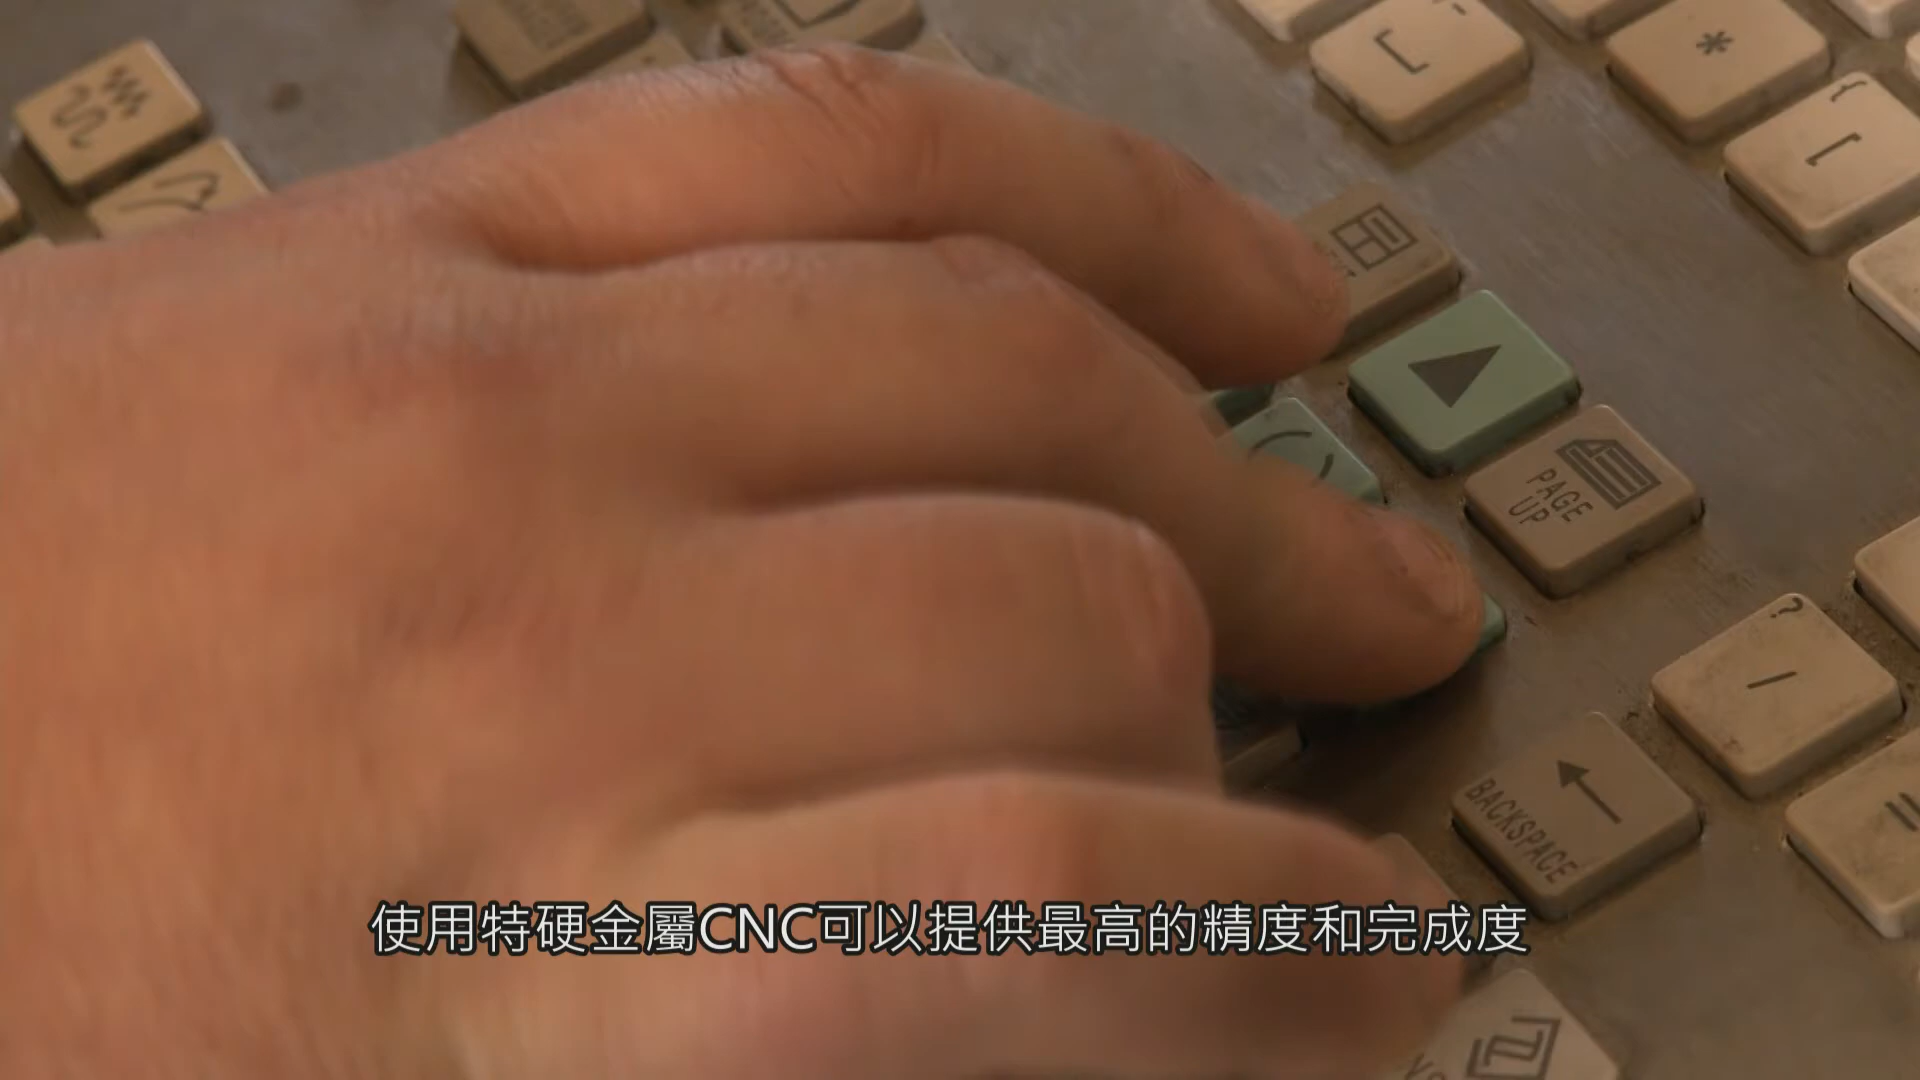 [
*
{
[
PAGE
UP
?
/
BACKSPACE
=
使用特硬金屬CNC可以提供最高的精度和完成度